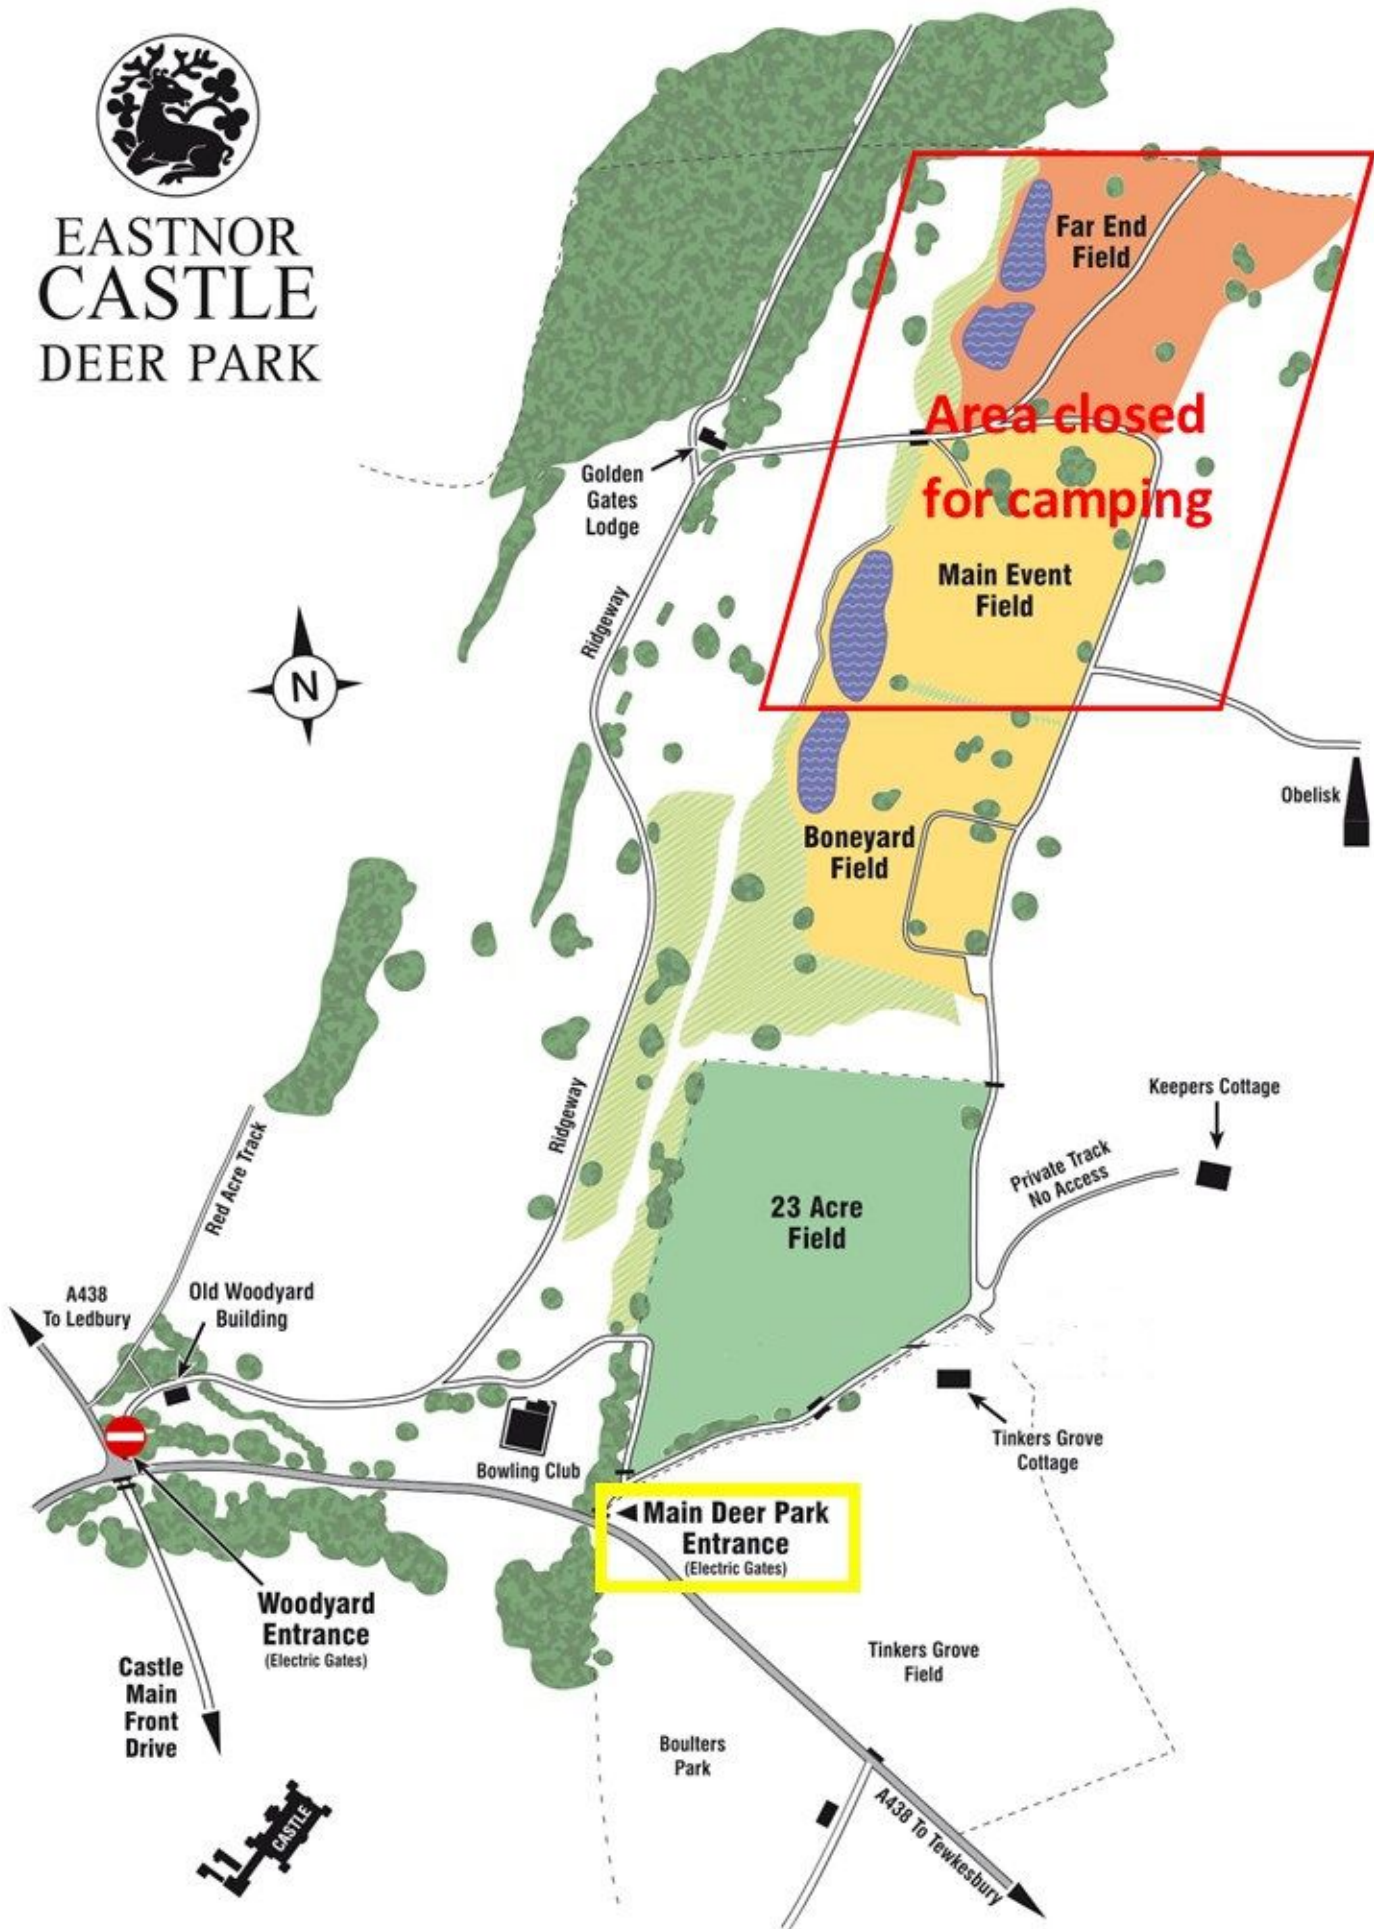 EASTNOR
CASTLE
DEER PARK
Far End
Field
Area closed
for camping
Golden
Gates
Lodge
Main Event
Field
Ridgeway
N
Obelisk
Boneyard
Field
Keepers Cottage
Ridgeway
Private Track
No Access
Red Acre Track
23 Acre
Field
A438
To Ledbury
Old Woodyard
Building
Tinkers Grove
Cottage
Bowling Club
Main Deer Park
Entrance
(Electric Gates)
Woodyard
Entrance
(Electric Gates)
Tinkers Grove
Field
Castle
Main
Front
Drive
Boulters
Park
A438 To Tewkesbury
CASTLE